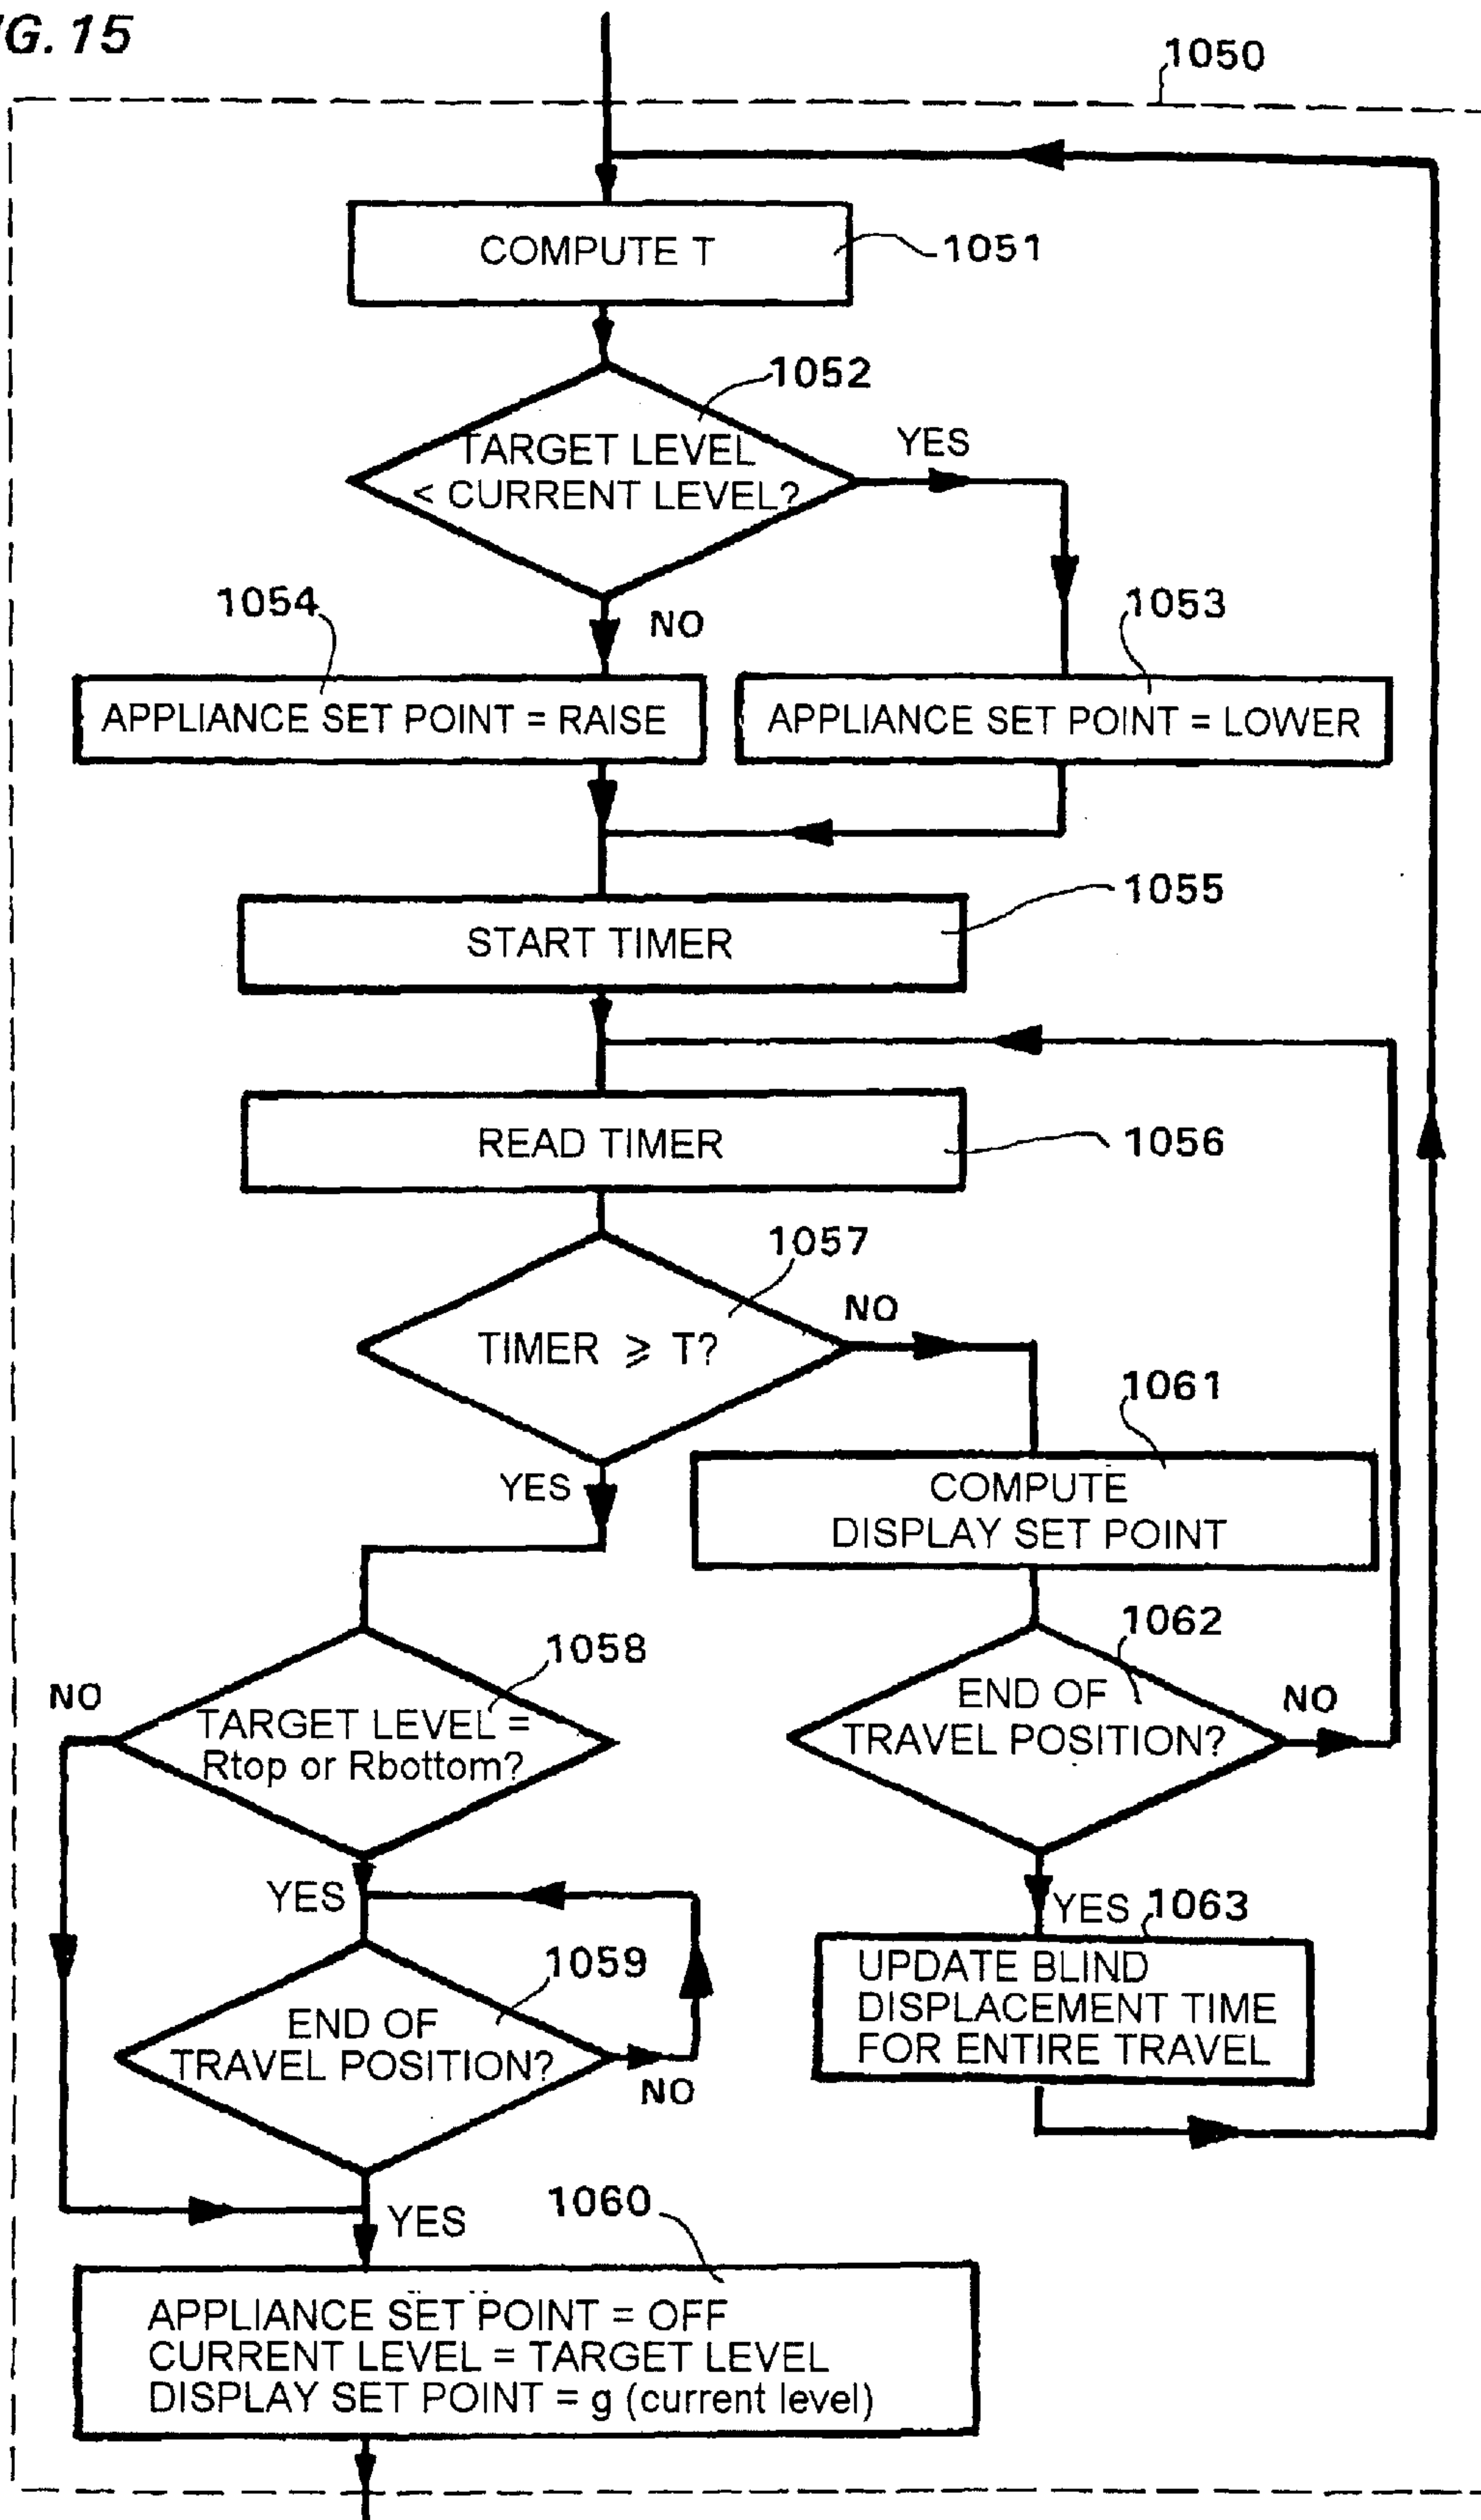 G. 15
1050
COMPUTE T
1051
1052
TARGET LEVEL
< CURRENT LEVEL?
YES
NO
1054
1053
APPLIANCE SET POINT = RAISE
APPLIANCE SET POINT = LOWER
1055
START TIMER
READ TIMER
1056
1057
TIMER ⩾ T?
NO
YES
1061
COMPUTE
DISPLAY SET POINT
1058
1062
NO
TARGET LEVEL =
Rtop or Rbottom?
END OF
TRAVEL POSITION?
NO
YES
YES
1063
1059
END OF
TRAVEL POSITION?
NO
UPDATE BLIND
DISPLACEMENT TIME
FOR ENTIRE TRAVEL
YES
1060
APPLIANCE SET POINT = OFF
CURRENT LEVEL = TARGET LEVEL
DISPLAY SET POINT = g (current level)